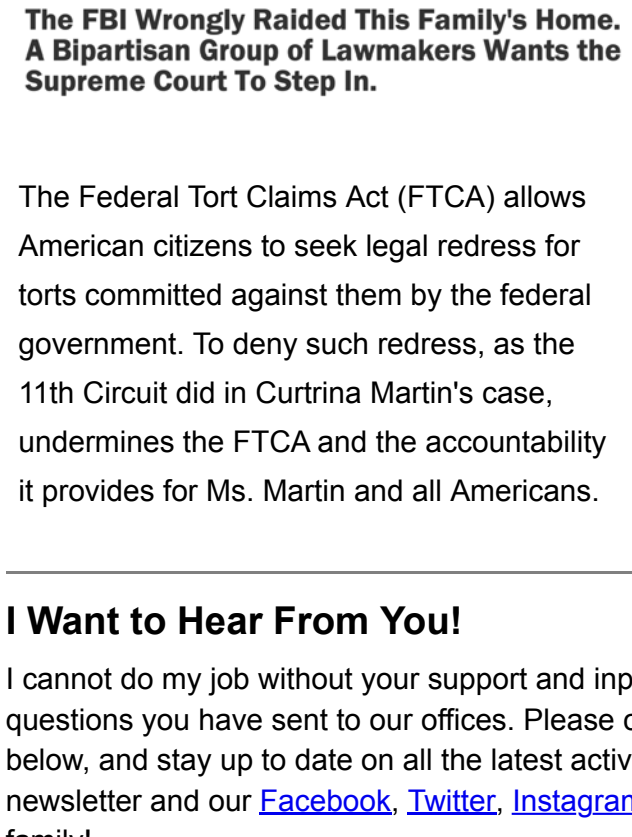 The FBI Wrongly Raided This Family's Home.
A Bipartisan Group of Lawmakers Wants the
Supreme Court To Step In.
The Federal Tort Claims Act (FTCA) allows
American citizens to seek legal redress for
torts committed against them by the federal
government. To deny such redress, as the
11th Circuit did in Curtrina Martin's case,
undermines the FTCA and the accountability
it provides for Ms. Martin and all Americans.
I Want to Hear From You!
I cannot do my job without your support and inp
questions you have sent to our offices. Please
below, and stay up to date on all the latest activ
newsletter and our Facebook, Twitter, Instagram
family!